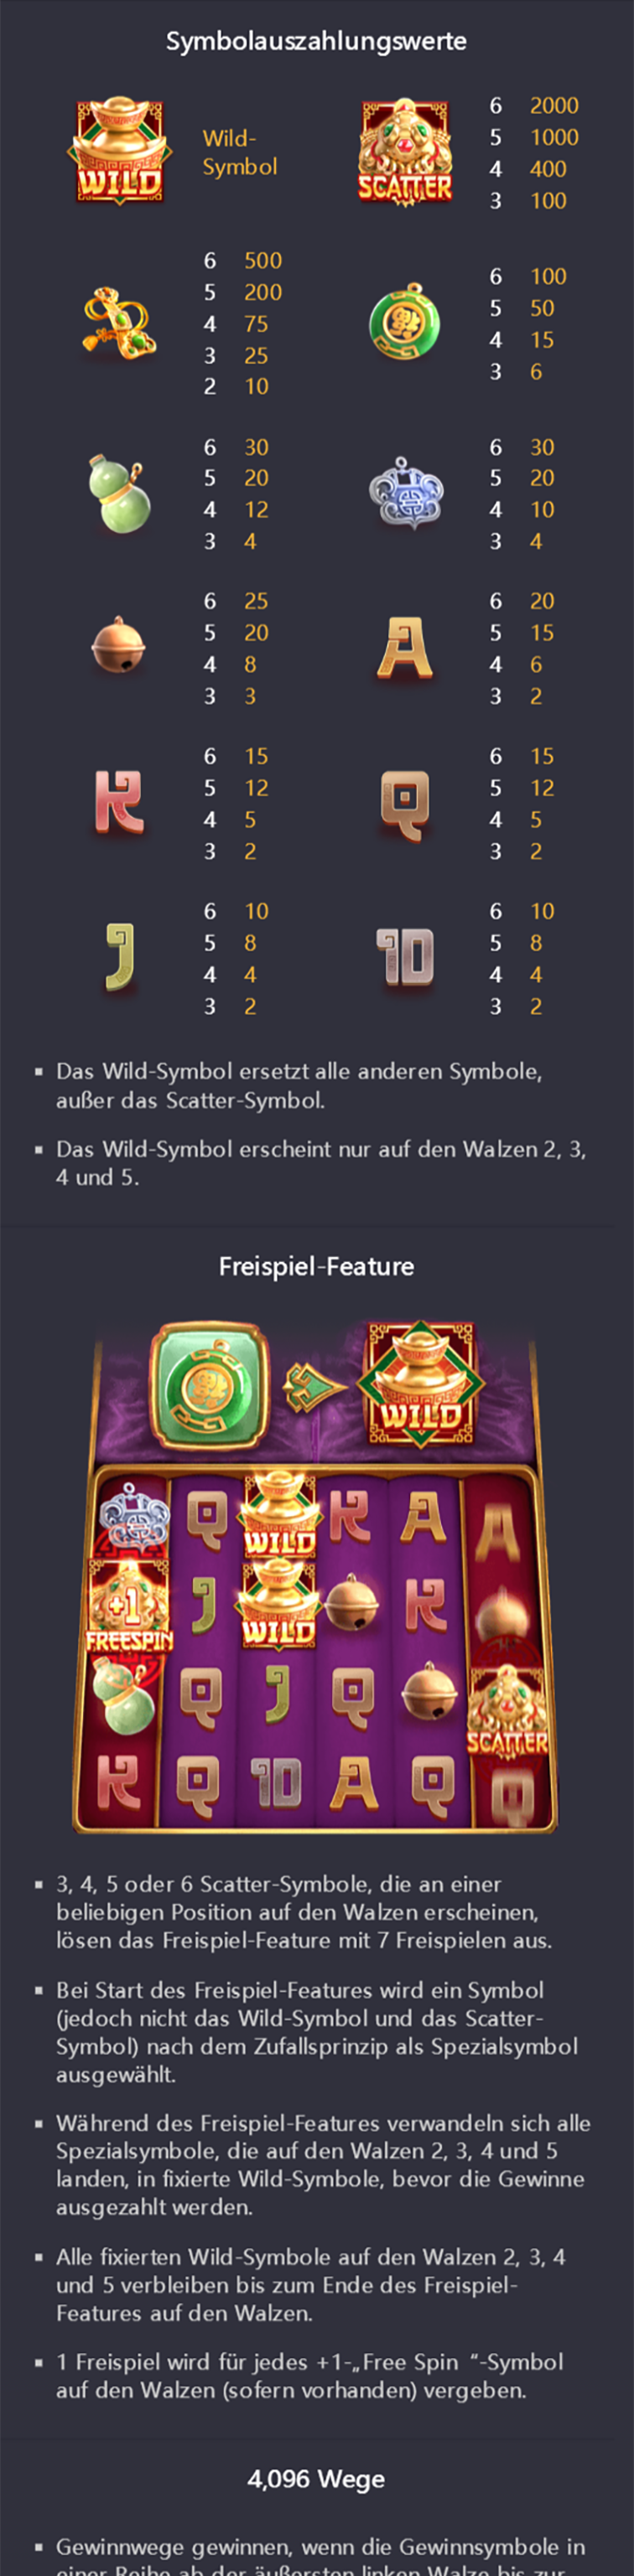 Symbolauszahlungswerte
WILD
Wild-
Symbol
SCATTER
6 2000
5 1000
4 400
3 100
6 500
5 200
4 75
3 25
2 10
6 100
5 50
4 15
3 6
6 30
5 20
4 12
3 4
6 30
5 20
4 10
3 4
6 25
5 20
8 8
3 3
A
6 20
5 15
4 6
3 2
K
6 15
5 12
4 5
3 2
Q
6 15
5 12
4 5
3 2
J
6 10
5 8
4 4
3 2
10
6 10
5 8
4 4
3 2
▪ Das Wild-Symbol ersetzt alle anderen Symbole,
außer das Scatter-Symbol.
▪ Das Wild-Symbol erscheint nur auf den Walzen 2, 3,
4 und 5.
Freispiel-Feature
WILD
Q WILD K A A
+1
FREESPIN J WILD K
Q J Q SCATTER
K Q 10 A Q Q
▪ 3, 4, 5 oder 6 Scatter-Symbole, die an einer
beliebigen Position auf den Walzen erscheinen,
lösen das Freispiel-Feature mit 7 Freispielen aus.
▪ Bei Start des Freispiel-Features wird ein Symbol
(jedoch nicht das Wild-Symbol und das Scatter-
Symbol) nach dem Zufallsprinzip als Spezialsymbol
ausgewählt.
▪ Während des Freispiel-Features verwandeln sich alle
Spezialsymbole, die auf den Walzen 2, 3, 4 und 5
landen, in fixierte Wild-Symbole, bevor die Gewinne
ausgezahlt werden.
▪ Alle fixierten Wild-Symbole auf den Walzen 2, 3, 4
und 5 verbleiben bis zum Ende des Freispiel-
Features auf den Walzen.
▪ 1 Freispiel wird für jedes +1-„Free Spin “-Symbol
auf den Walzen (sofern vorhanden) vergeben.
4,096 Wege
▪ Gewinnwege gewinnen, wenn die Gewinnsymbole in
einer Reihe ab der äußersten linken Walze bis zur